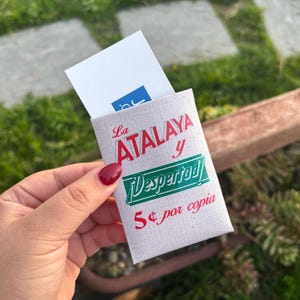 La
ATALAYA
y
¡Despertad!
5¢ por copia